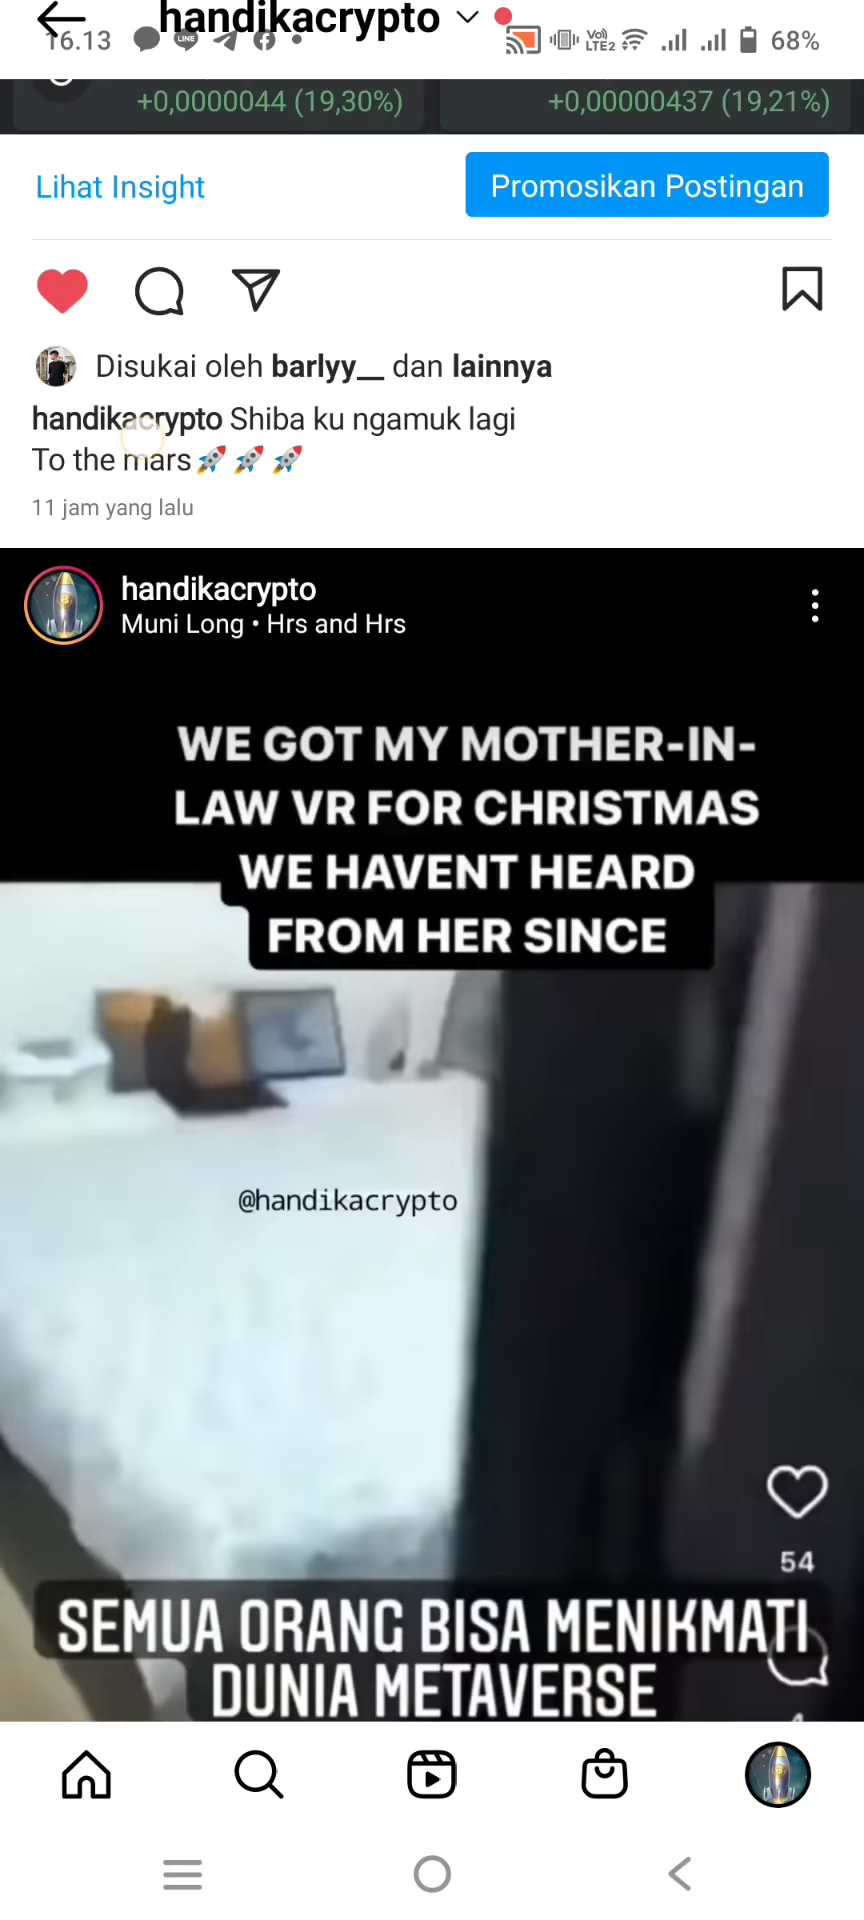 handikacrypto
16.13 LINE Vo) LTE2 68%
+0,0000044 (19,30%) +0,00000437 (19,21%)
Lihat Insight Promosikan Postingan
Disukai oleh barlyy__ dan lainnya
handikacrypto Shiba ku ngamuk lagi
To the mars🚀🚀🚀
11 jam yang lalu
handikacrypto
Muni Long • Hrs and Hrs
WE GOT MY MOTHER-IN-
LAW VR FOR CHRISTMAS
WE HAVENT HEARD
FROM HER SINCE
@handikacrypto
54
SEMUA ORANG BISA MENIKMATI
DUNIA METAVERSE